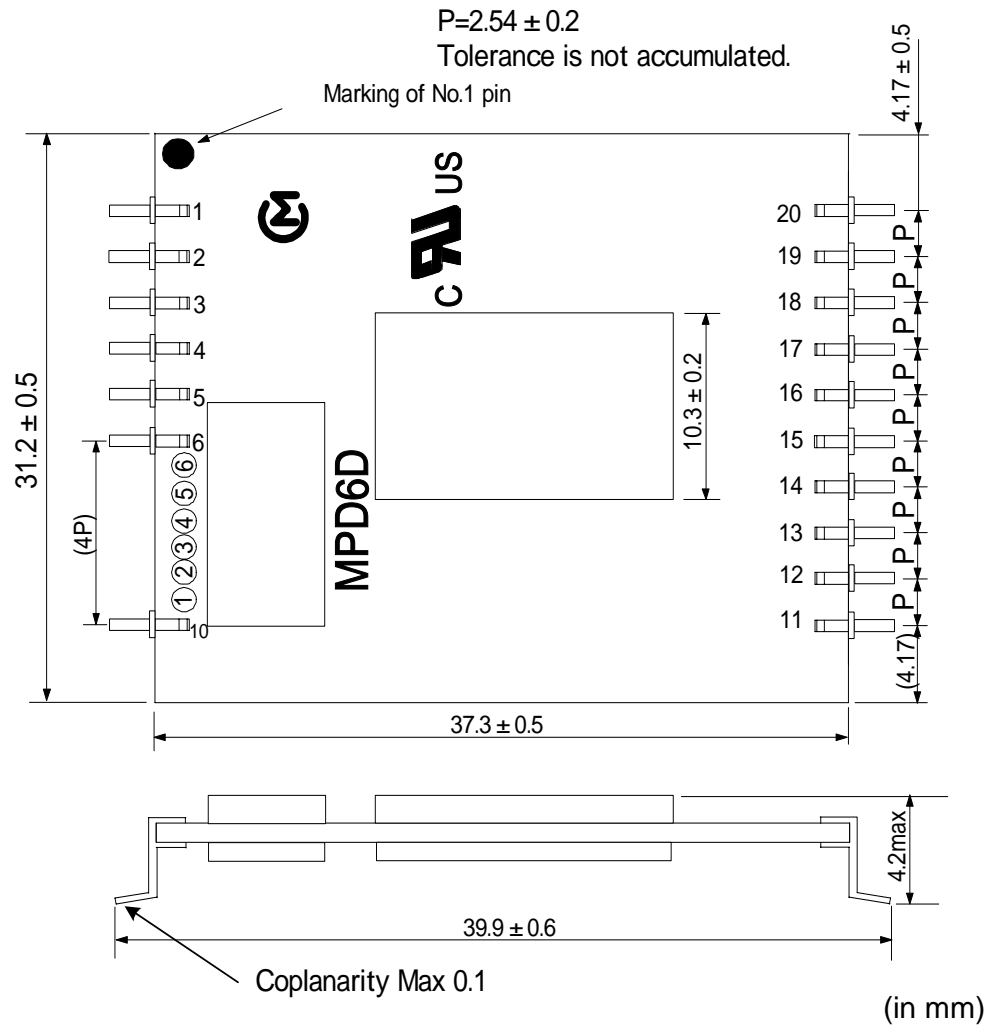 P=2.54 ± 0.2
Tolerance is not accumulated.
Marking of No.1 pin
4.17 ± 0.5
31.2 ± 0.5
1
2
3
4
5
6
10
(4P)
⑥
⑤
④
③
②
①
M
C
US
MPD6D
10.3 ± 0.2
20
19
18
17
16
15
14
13
12
11
P
P
P
P
P
P
P
P
P
(4.17)
37.3 ± 0.5
4.2max
39.9 ± 0.6
Coplanarity Max 0.1
(in mm)